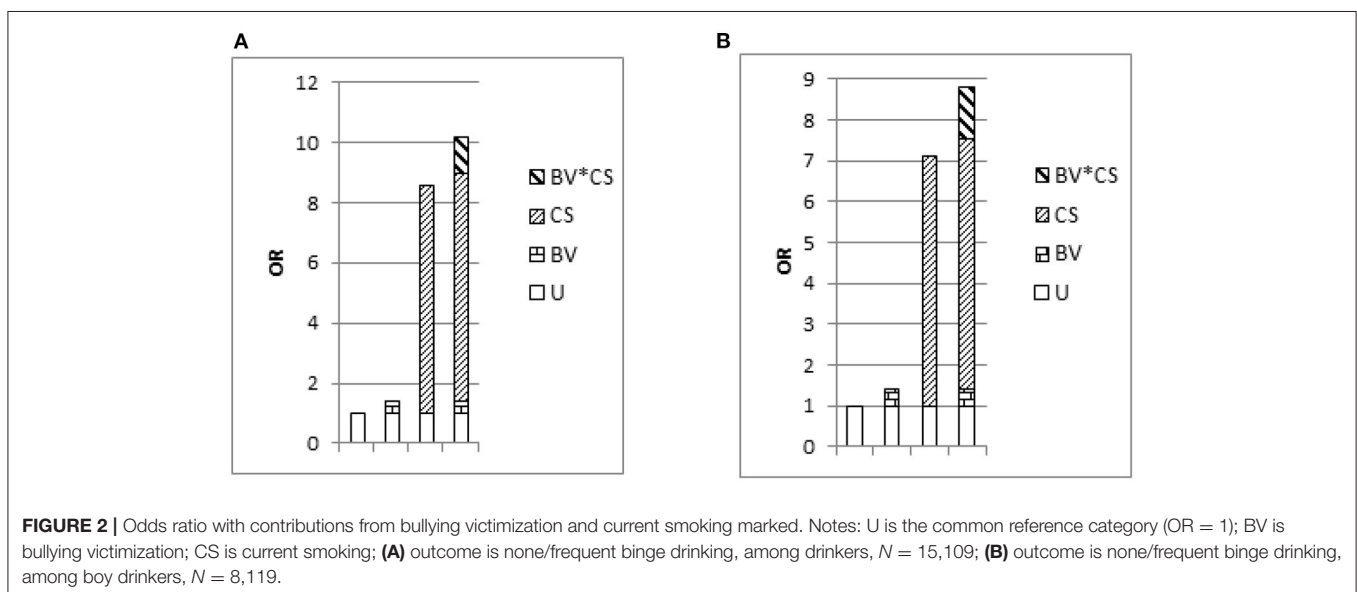 A
12
10
8
6
4
2
0
OR
BV*CS
CS
BV
U
B
9
8
7
6
5
4
3
2
1
0
OR
BV*CS
CS
BV
U
FIGURE 2 | Odds ratio with contributions from bullying victimization and current smoking marked. Notes: U is the common reference category (OR = 1); BV is
bullying victimization; CS is current smoking; (A) outcome is none/frequent binge drinking, among drinkers, N = 15,109; (B) outcome is none/frequent binge drinking,
among boy drinkers, N = 8,119.